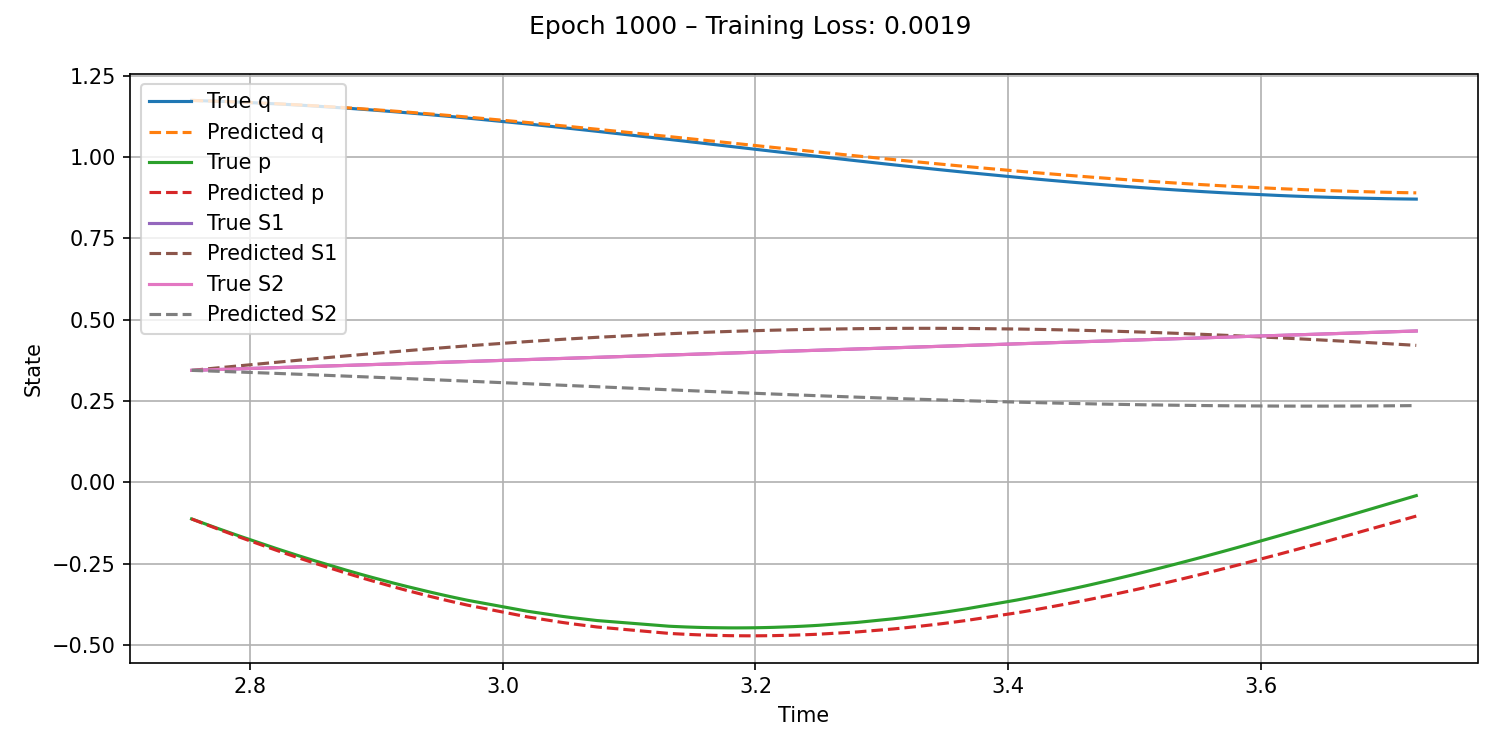 Epoch 1000 – Training Loss: 0.0019
1.25
1.00
0.75
0.50
0.25
0.00
−0.25
−0.50
State
True q
Predicted q
True p
Predicted p
True S1
Predicted S1
True S2
Predicted S2
2.8 3.0 3.2 3.4 3.6
Time